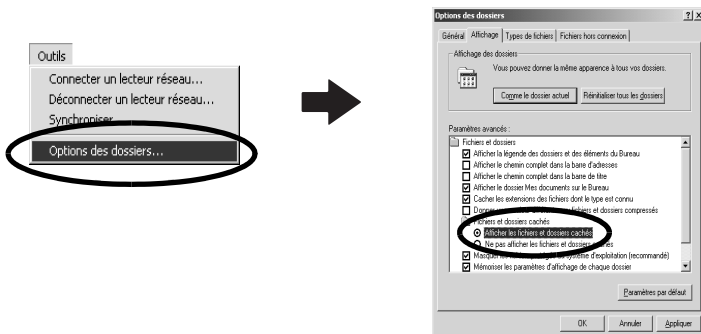 Outils
Connecter un lecteur réseau...
Déconnecter un lecteur réseau...
Synchroniser...
Options des dossiers...
Options des dossiers
Général
Affichage
Types de fichiers
Fichiers hors connexion
Affichage des dossiers
Vous pouvez donner la même apparence à tous vos dossiers.
Comme le dossier actuel
Réinitialiser tous les dossiers
Paramètres avancés :
Fichiers et dossiers
Afficher la légende des dossiers et des éléments du Bureau
Afficher le chemin complet dans la barre d'adresses
Afficher le chemin complet dans la barre de titre
Afficher le dossier Mes documents sur le Bureau
Cacher les extensions des fichiers dont le type est connu
Donner fichiers et dossiers compressés
Fichiers et dossiers cachés
Afficher les fichiers et dossiers cachés
Ne pas afficher les fichiers et dossiers cachés
Masquer les système d'exploitation (recommandé)
Mémoriser les paramètres d'affichage de chaque dossier
Paramètres par défaut
OK
Annuler
Appliquer